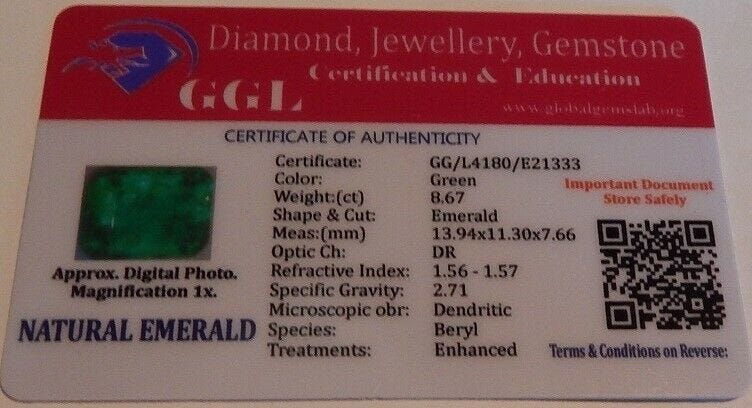 Diamond, Jewellery, Gemstone
GGL Certification & Education
www.globalgemslab.org
CERTIFICATE OF AUTHENTICITY
Certificate: GG/L4180/E21333
Color: Green
Weight:(ct) 8.67
Shape & Cut: Emerald
Meas:(mm) 13.94x11.30x7.66
Optic Ch: DR
Refractive Index: 1.56 - 1.57
Specific Gravity: 2.71
Microscopic obr: Dendritic
Species: Beryl
Treatments: Enhanced
Approx. Digital Photo.
Magnification 1x.
NATURAL EMERALD
Important Document
Store Safely
Terms & Conditions on Reverse: